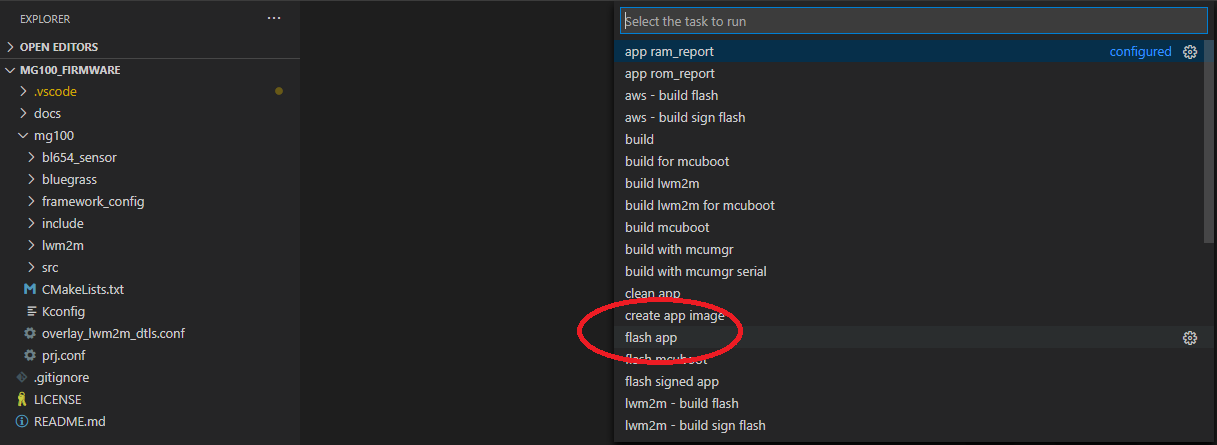 EXPLORER
OPEN EDITORS
MG100_FIRMWARE
.vscode
docs
mg100
bl654_sensor
bluegrass
framework_config
include
lwm2m
src
CMakeLists.txt
Kconfig
overlay_lwm2m_dtls.conf
prj.conf
.gitignore
LICENSE
README.md
Select the task to run
app ram_report configured
app rom_report
aws - build flash
aws - build sign flash
build
build for mcuboot
build lwm2m
build lwm2m for mcuboot
build mcuboot
build with mcumgr
build with mcumgr serial
clean app
create app image
flash app
flash mcuboot
flash signed app
lwm2m - build flash
lwm2m - build sign flash